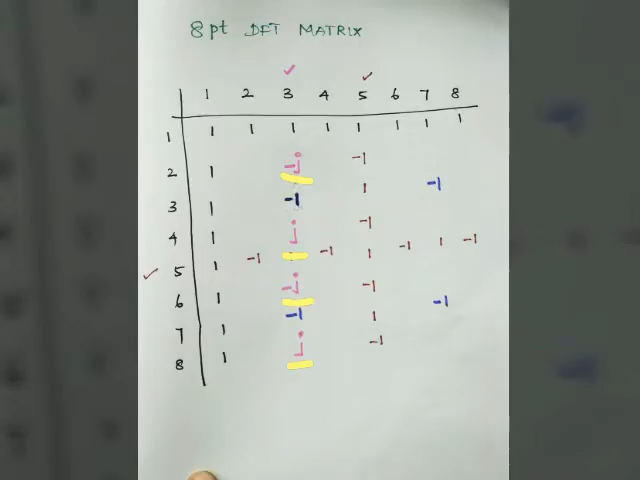 8pt DFT MATRIX
1 2 3 4 5 6 7 8
1 1 1 1 1 1 1 1 1
2 1 -j -1
3 1 -1 1 -1
4 1 j -1
5 1 -1 -1 1 -1 1 -1
6 1 -j -1 -1
7 1 -1 1
8 1 j -1